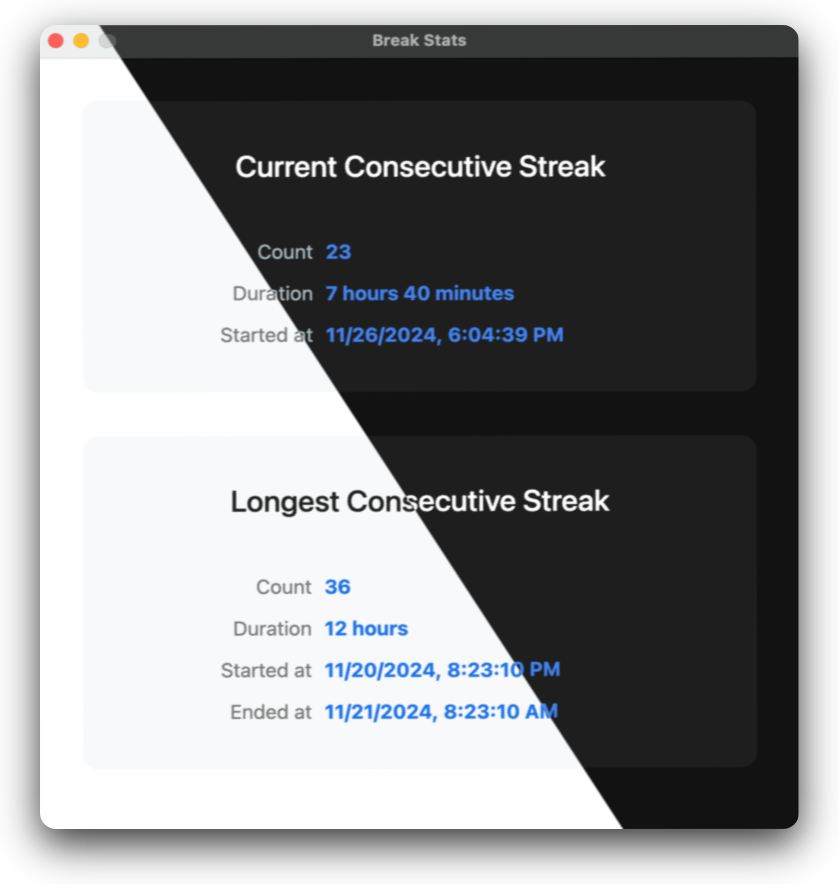 Break Stats
Current Consecutive Streak
Count 23
Duration 7 hours 40 minutes
Started at 11/26/2024, 6:04:39 PM
Longest Consecutive Streak
Count 36
Duration 12 hours
Started at 11/20/2024, 8:23:10 PM
Ended at 11/21/2024, 8:23:10 AM